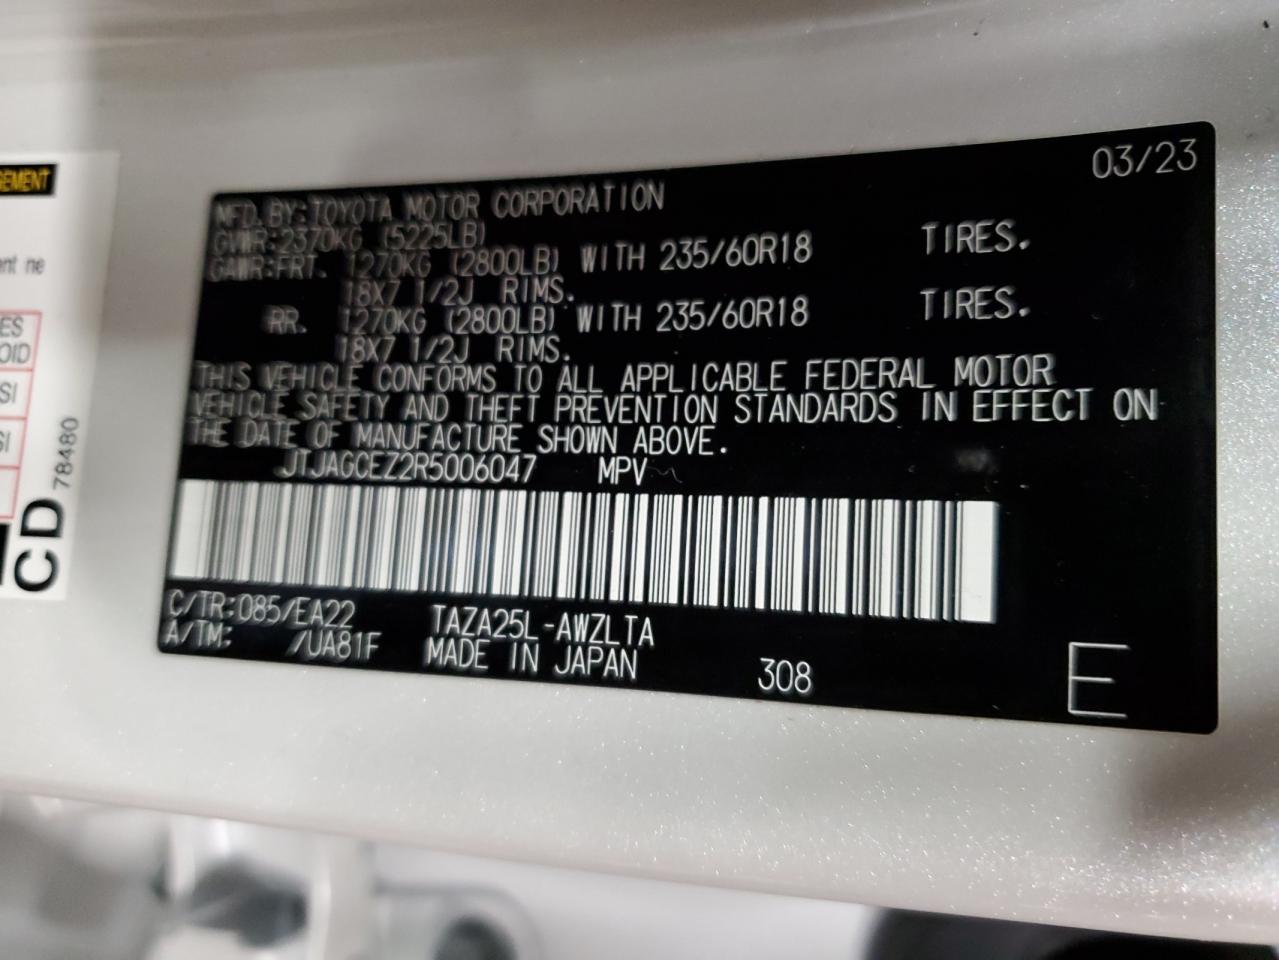 03/23
MFD.BY:TOYOTA MOTOR CORPORATION
GVWR:2370KG (5225LB)
GAWR:FRT. 1270KG (2800LB) WITH 235/60R18 TIRES.
18X7 1/2J RIMS.
RR. 1270KG (2800LB) WITH 235/60R18 TIRES.
18X7 1/2J RIMS.
THIS VEHICLE CONFORMS TO ALL APPLICABLE FEDERAL MOTOR
VEHICLE SAFETY AND THEFT PREVENTION STANDARDS IN EFFECT ON
THE DATE OF MANUFACTURE SHOWN ABOVE.
JTJAGCEZ2R5006047 MPV
C/TR:085/EA22 TAZA25L-AWZLTA
A/TM: /UA81F MADE IN JAPAN 308
E
ne
CD 78480